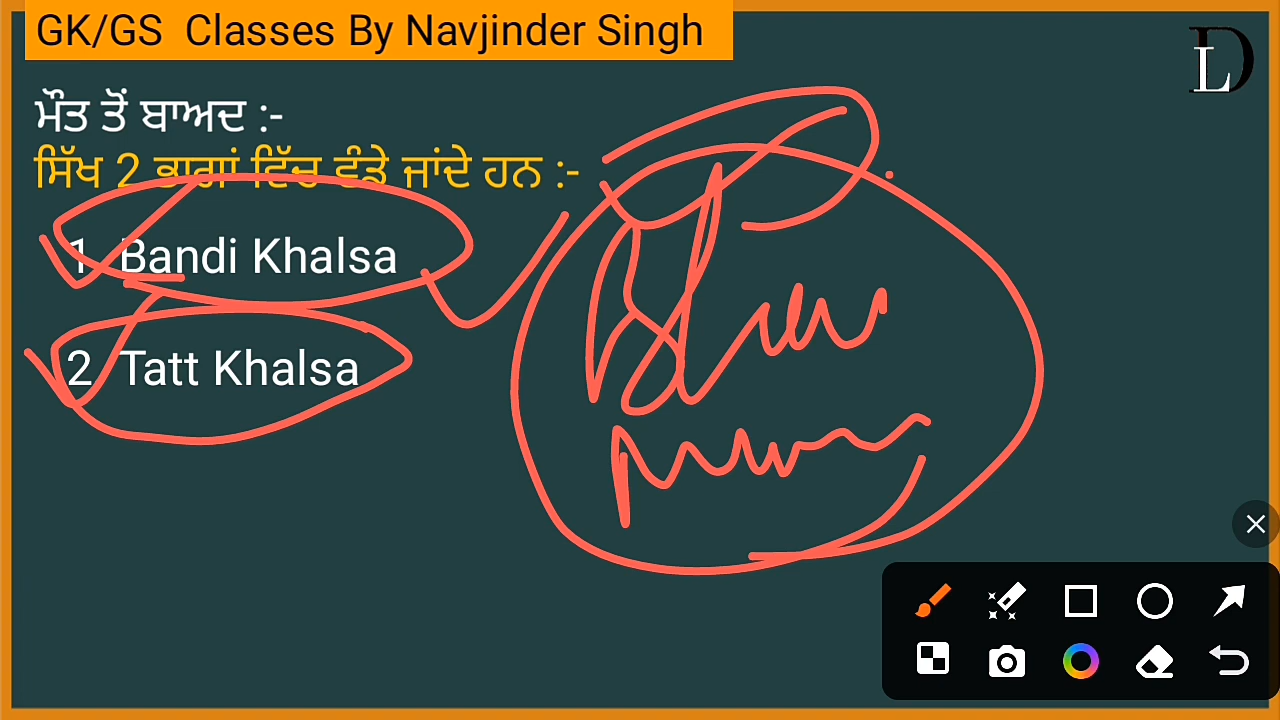 GK/GS Classes By Navjinder Singh
ਮੌਤ ਤੋਂ ਬਾਅਦ :-
ਸਿੱਖ 2 ਭਾਗਾਂ ਵਿੱਚ ਵੰਡੇ ਜਾਂਦੇ ਹਨ :-
1 Bandi Khalsa
2 Tatt Khalsa